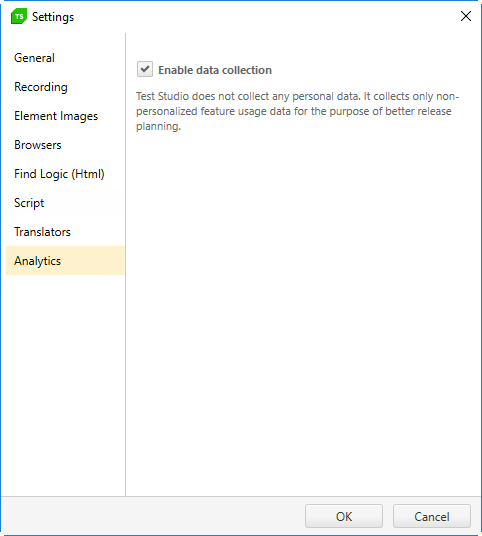 TS Settings
General
Recording
Element Images
Browsers
Find Logic (Html)
Script
Translators
Analytics
Enable data collection
Test Studio does not collect any personal data. It collects only non-
personalized feature usage data for the purpose of better release
planning.
OK
Cancel